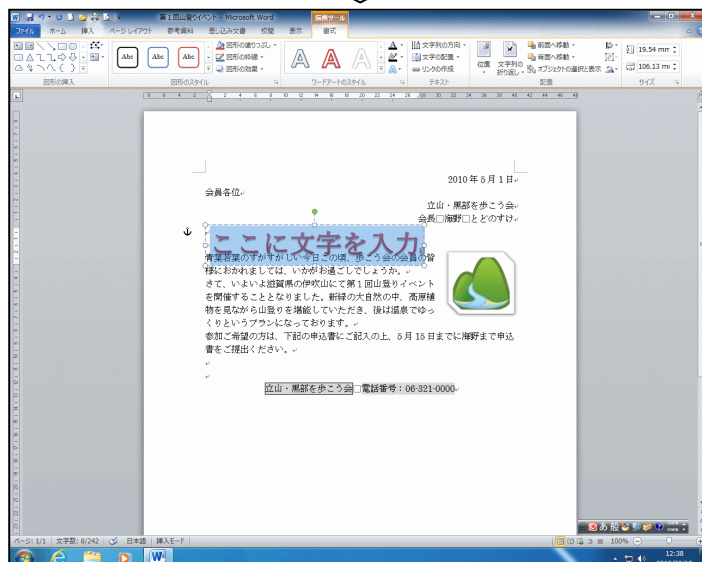 第1回山登りイベント - Microsoft Word
描画ツール
ファイル ホーム 挿入 ページ レイアウト 参考資料 差し込み文書 校閲 表示 書式
Abc Abc Abc
図形の塗りつぶし
図形の枠線
図形の効果
A A A
文字列の方向
文字の配置
リンクの作成
位置 文字列の折り返し
前面へ移動
背面へ移動
オブジェクトの選択と表示
19.54 mm
106.13 mm
図形の挿入 図形のスタイル ワードアートのスタイル テキスト 配置 サイズ
2010年5月1日
会員各位
立山・黒部を歩こう会
会長□海野□とどのすけ
ここに文字を入力
青葉若葉のすがすがしい今日この頃、歩こう会の会員の皆
様におかれましては、いかがお過ごしでしょうか。
さて、いよいよ滋賀県の伊吹山にて第1回山登りイベント
を開催することとなりました。新緑の大自然の中、高原植
物を見ながら山登りを堪能していただき、後は温泉でゆっ
くりというプランになっております。
参加ご希望の方は、下記の申込書にご記入の上、5月15日までに海野まで申込
書をご提出ください。
立山・黒部を歩こう会□電話番号：06-321-0000
あ 般
ページ: 1/1 文字数: 8/242 日本語 挿入モード 100%
12:38